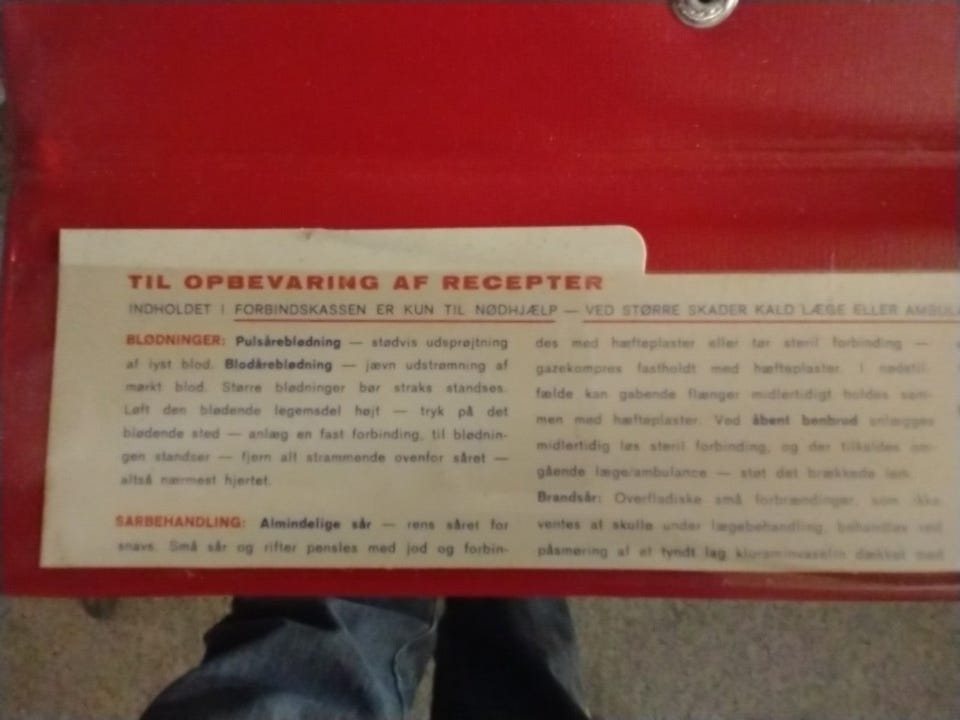 TIL OPBEVARING AF RECEPTER
INDHOLDET I FORBINDSKASSEN ER KUN TIL NØDHJÆLP — VED STØRRE SKADER KALD LÆGE ELLER
BLØDNINGER: Pulsåreblødning — stødvis udsprøjtning
af lyst blod. Blodåreblødning — jævn udstrømning af
mørkt blod. Større blødninger bør straks standses.
Løft den blødende legemsdel højt — tryk på det
blødende sted — anlæg en fast forbinding, til blødnin-
gen standser — fjern alt strammende ovenfor såret —
altså nærmest hjertet.
SARBEHANDLING: Almindelige sår — rens såret for
snavs. Små sår og rifter pensles med jod og forbin-
des med hæfteplaster eller tør steril forbinding —
gazekompres fastholdt med hæfteplaster. I nødstil-
fælde kan gabende flænger midlertidigt holdes sam-
men med hæfteplaster. Ved åbent benbrud anlægges
midlertidig løs steril forbinding, og der tilkaldes om-
gående læge/ambulance — støt det brækkede lem.
Brandsår: Overfladiske små forbrændinger, som ikke
ventes at skulle under lægebehandling, behandles ved
påsmøring af et tyndt lag kloraminvaselin dækket med